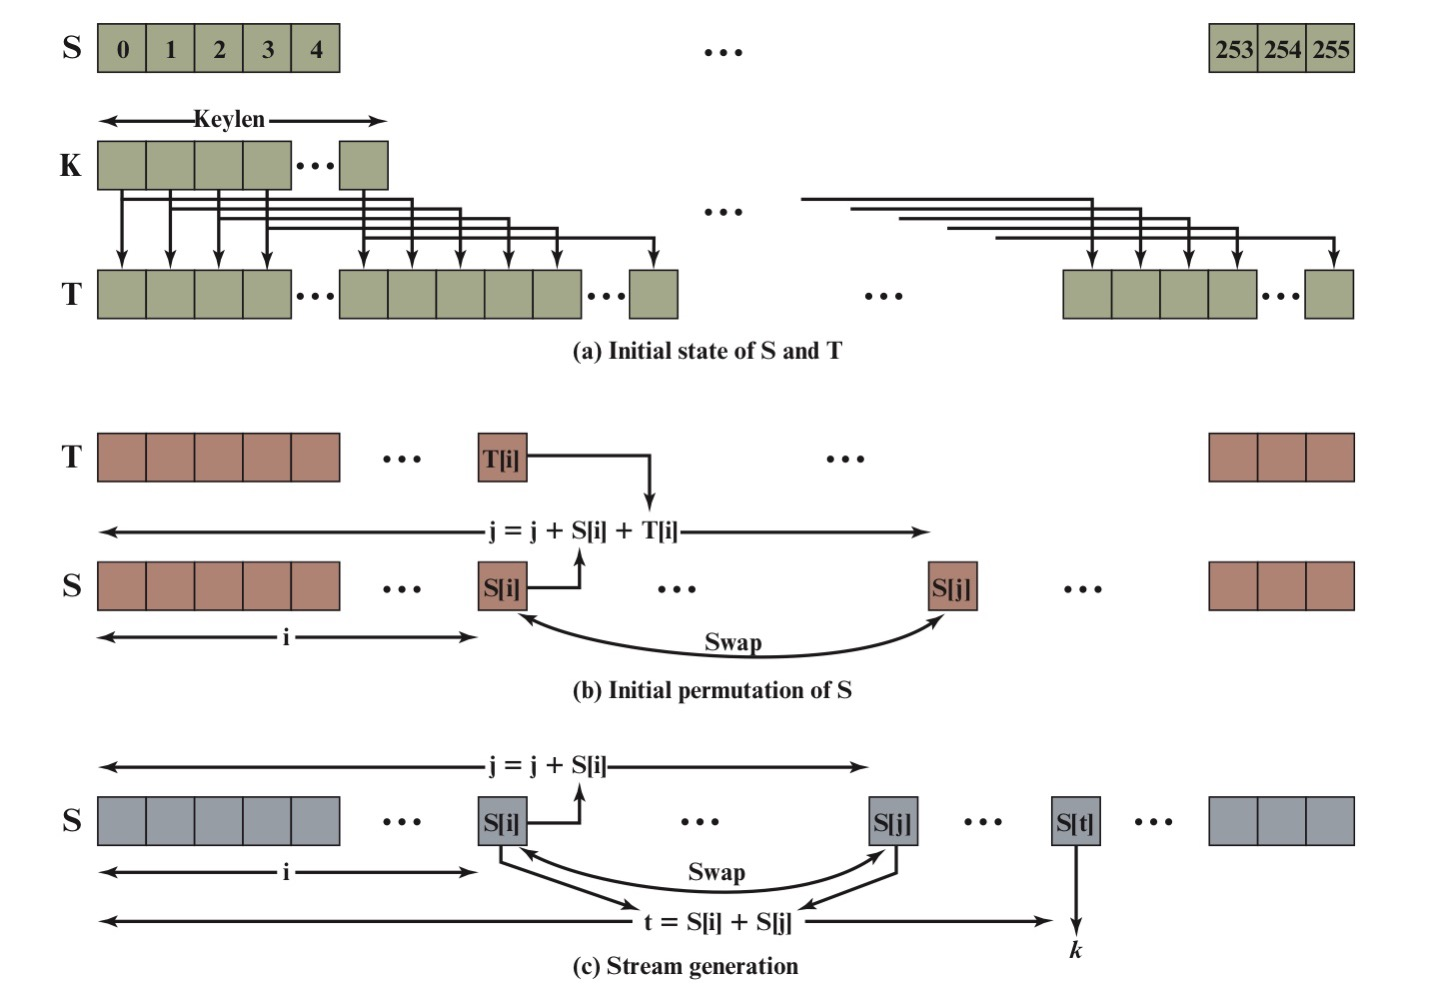 S 0 1 2 3 4 ... 253 254 255
Keylen
K ... ...
T ... ... ...
(a) Initial state of S and T
T ... T[i] ...
j = j + S[i] + T[i]
S ... S[i] ... S[j] ...
i Swap
(b) Initial permutation of S
j = j + S[i]
S ... S[i] ... S[j] ... S[t] ...
i Swap
t = S[i] + S[j]
k
(c) Stream generation